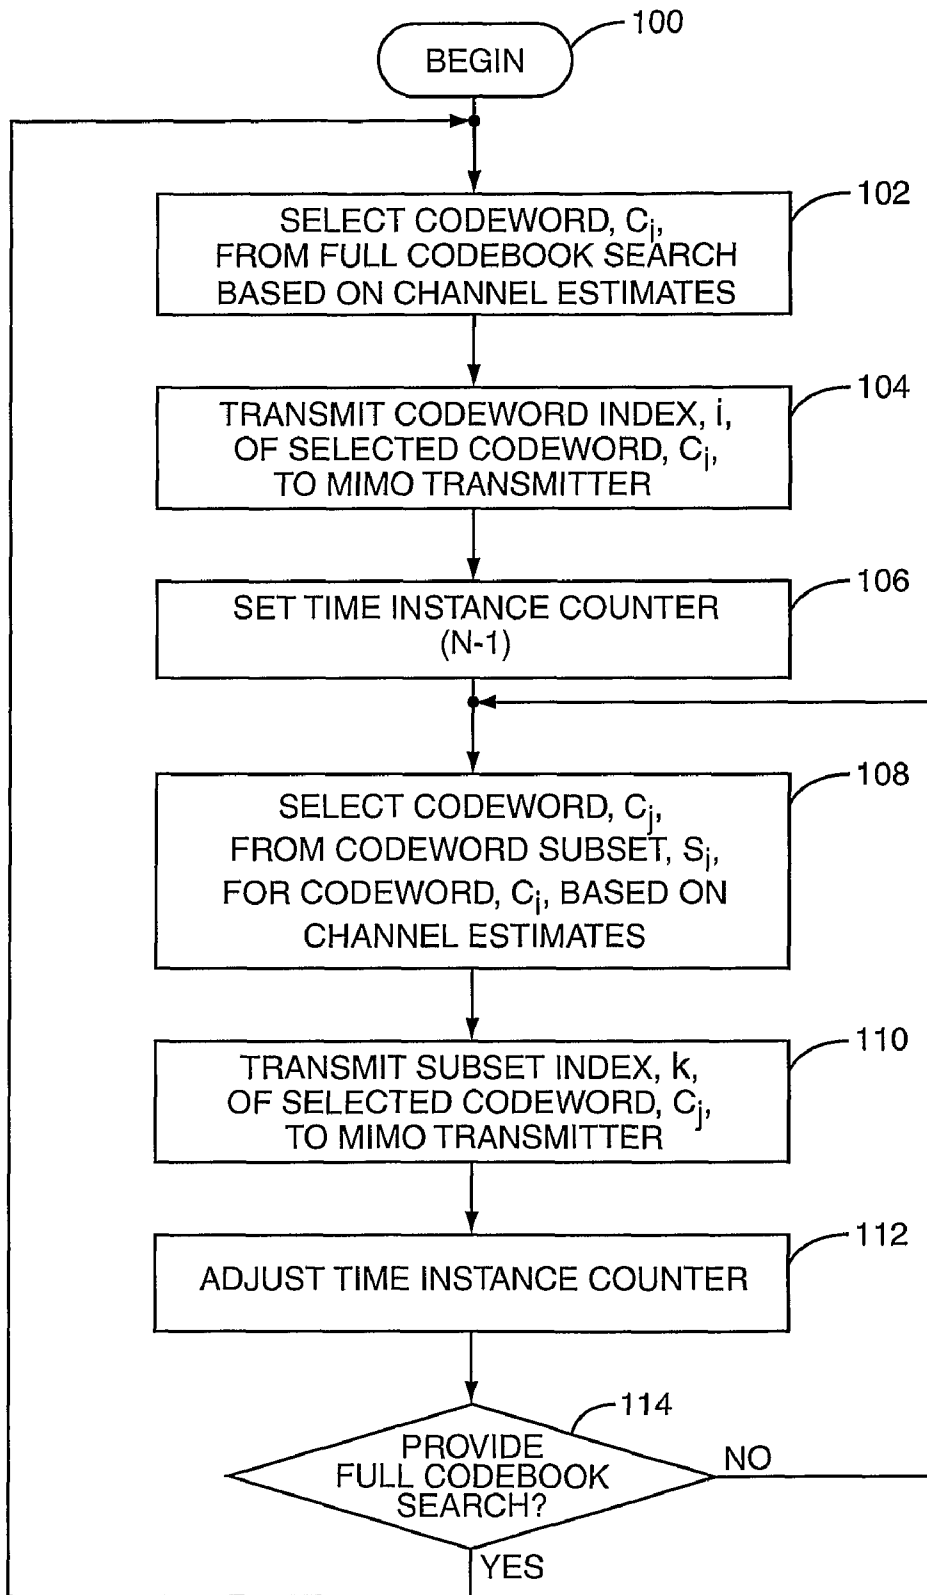 100
BEGIN
102
SELECT CODEWORD, Ci,
FROM FULL CODEBOOK SEARCH
BASED ON CHANNEL ESTIMATES
104
TRANSMIT CODEWORD INDEX, i,
OF SELECTED CODEWORD, Ci,
TO MIMO TRANSMITTER
106
SET TIME INSTANCE COUNTER
(N-1)
108
SELECT CODEWORD, Cj,
FROM CODEWORD SUBSET, Si,
FOR CODEWORD, Ci, BASED ON
CHANNEL ESTIMATES
110
TRANSMIT SUBSET INDEX, k,
OF SELECTED CODEWORD, Cj,
TO MIMO TRANSMITTER
112
ADJUST TIME INSTANCE COUNTER
114
PROVIDE
FULL CODEBOOK
SEARCH?
NO
YES